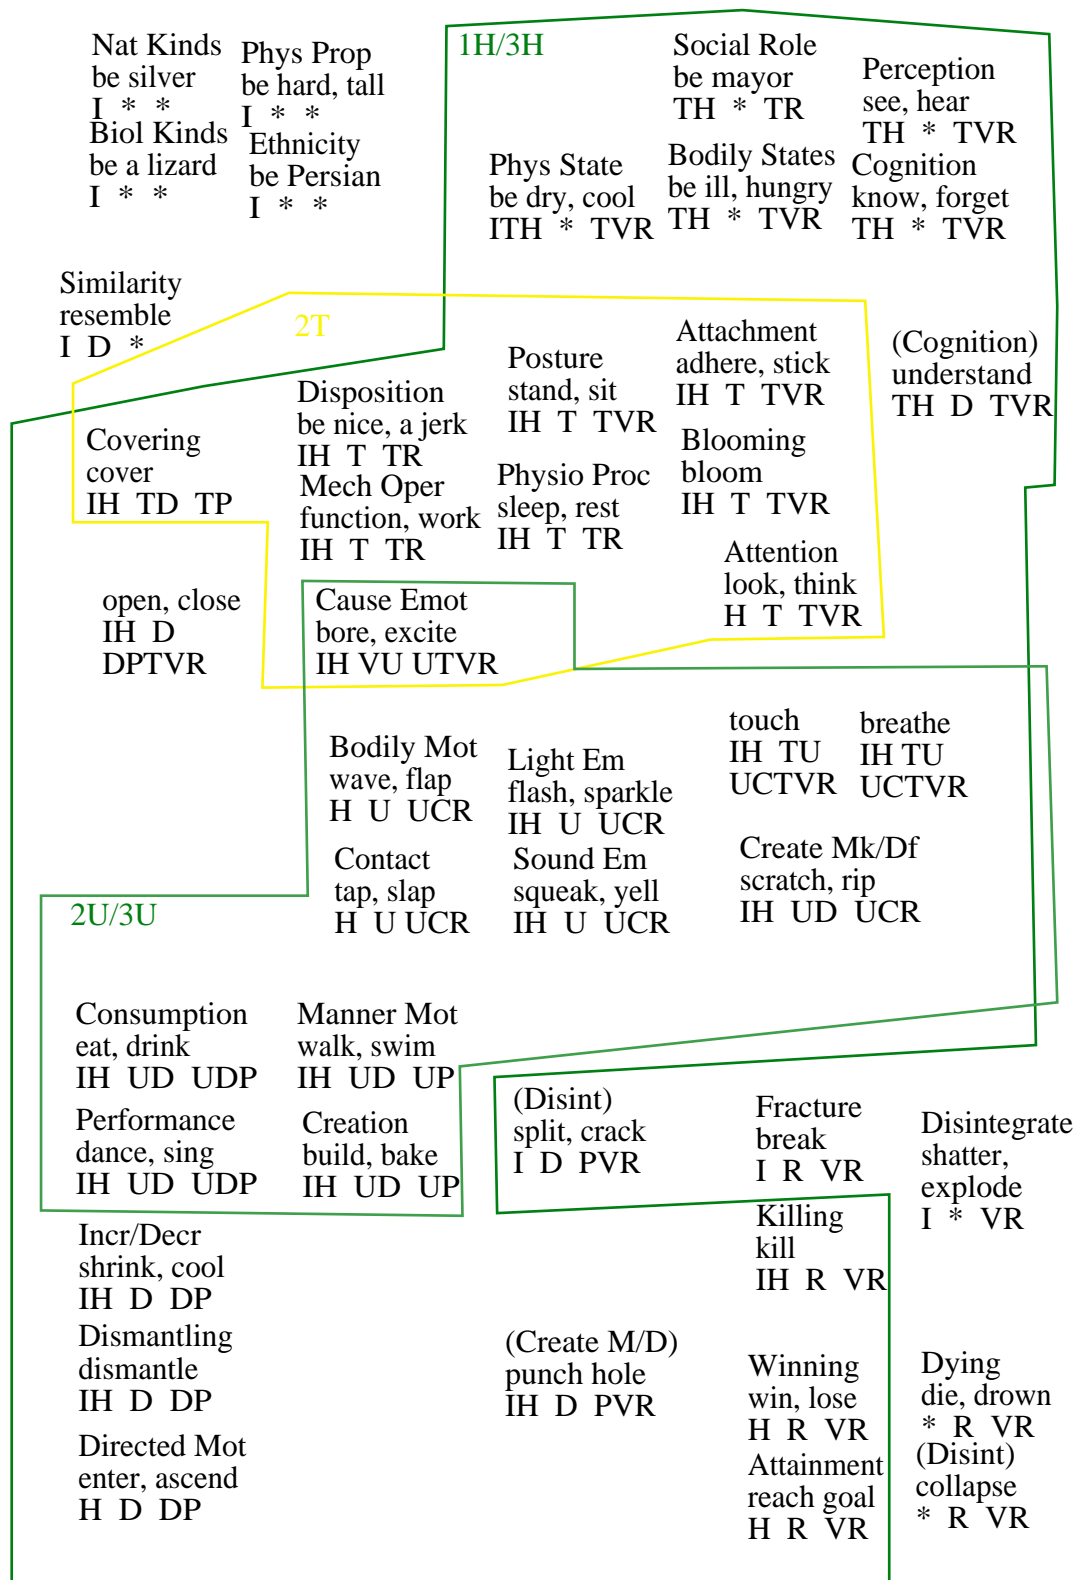 Nat Kinds
be silver
I * *
Phys Prop
be hard, tall
I * *
1H/3H
Social Role
be mayor
TH * TR
Perception
see, hear
TH * TVR
Biol Kinds
be a lizard
I * *
Ethnicity
be Persian
I * *
Phys State
be dry, cool
ITH * TVR
Bodily States
be ill, hungry
TH * TVR
Cognition
know, forget
TH * TVR
Similarity
resemble
I D *
2T
Disposition
be nice, a jerk
IH T TR
Posture
stand, sit
IH T TVR
Attachment
adhere, stick
IH T TVR
(Cognition)
understand
TH D TVR
Covering
cover
IH TD TP
Mech Oper
function, work
IH T TR
Physio Proc
sleep, rest
IH T TR
Blooming
bloom
IH T TVR
Attention
look, think
H T TVR
open, close
IH D
DPTVR
Cause Emot
bore, excite
IH VU UTVR
Bodily Mot
wave, flap
H U UCR
Light Em
flash, sparkle
IH U UCR
touch
IH TU
UCTVR
breathe
IH TU
UCTVR
Contact
tap, slap
H U UCR
Sound Em
squeak, yell
IH U UCR
Create Mk/Df
scratch, rip
IH UD UCR
2U/3U
Consumption
eat, drink
IH UD UDP
Manner Mot
walk, swim
IH UD UP
Performance
dance, sing
IH UD UDP
Creation
build, bake
IH UD UP
(Disint)
split, crack
I D PVR
Fracture
break
I R VR
Disintegrate
shatter,
explode
I * VR
Incr/Decr
shrink, cool
IH D DP
Killing
kill
IH R VR
Dismantling
dismantle
IH D DP
(Create M/D)
punch hole
IH D PVR
Winning
win, lose
H R VR
Dying
die, drown
* R VR
Directed Mot
enter, ascend
H D DP
Attainment
reach goal
H R VR
(Disint)
collapse
* R VR